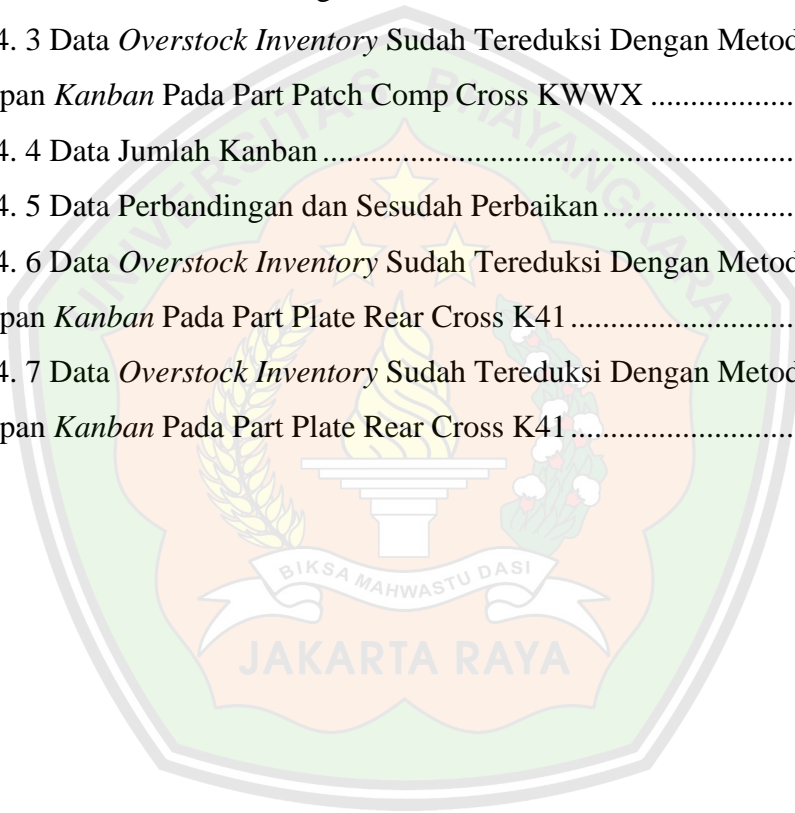 4. 3 Data Overstock Inventory Sudah Tereduksi Dengan Metod
pan Kanban Pada Part Patch Comp Cross KWWX ...................
4. 4 Data Jumlah Kanban ..............................................................
4. 5 Data Perbandingan dan Sesudah Perbaikan .........................
4. 6 Data Overstock Inventory Sudah Tereduksi Dengan Metod
pan Kanban Pada Part Plate Rear Cross K41 .............................
4. 7 Data Overstock Inventory Sudah Tereduksi Dengan Metod
pan Kanban Pada Part Plate Rear Cross K41 .............................
UNIVERSITAS BHAYANGKARA
BIKSA MAHWASTU DASI
JAKARTA RAYA